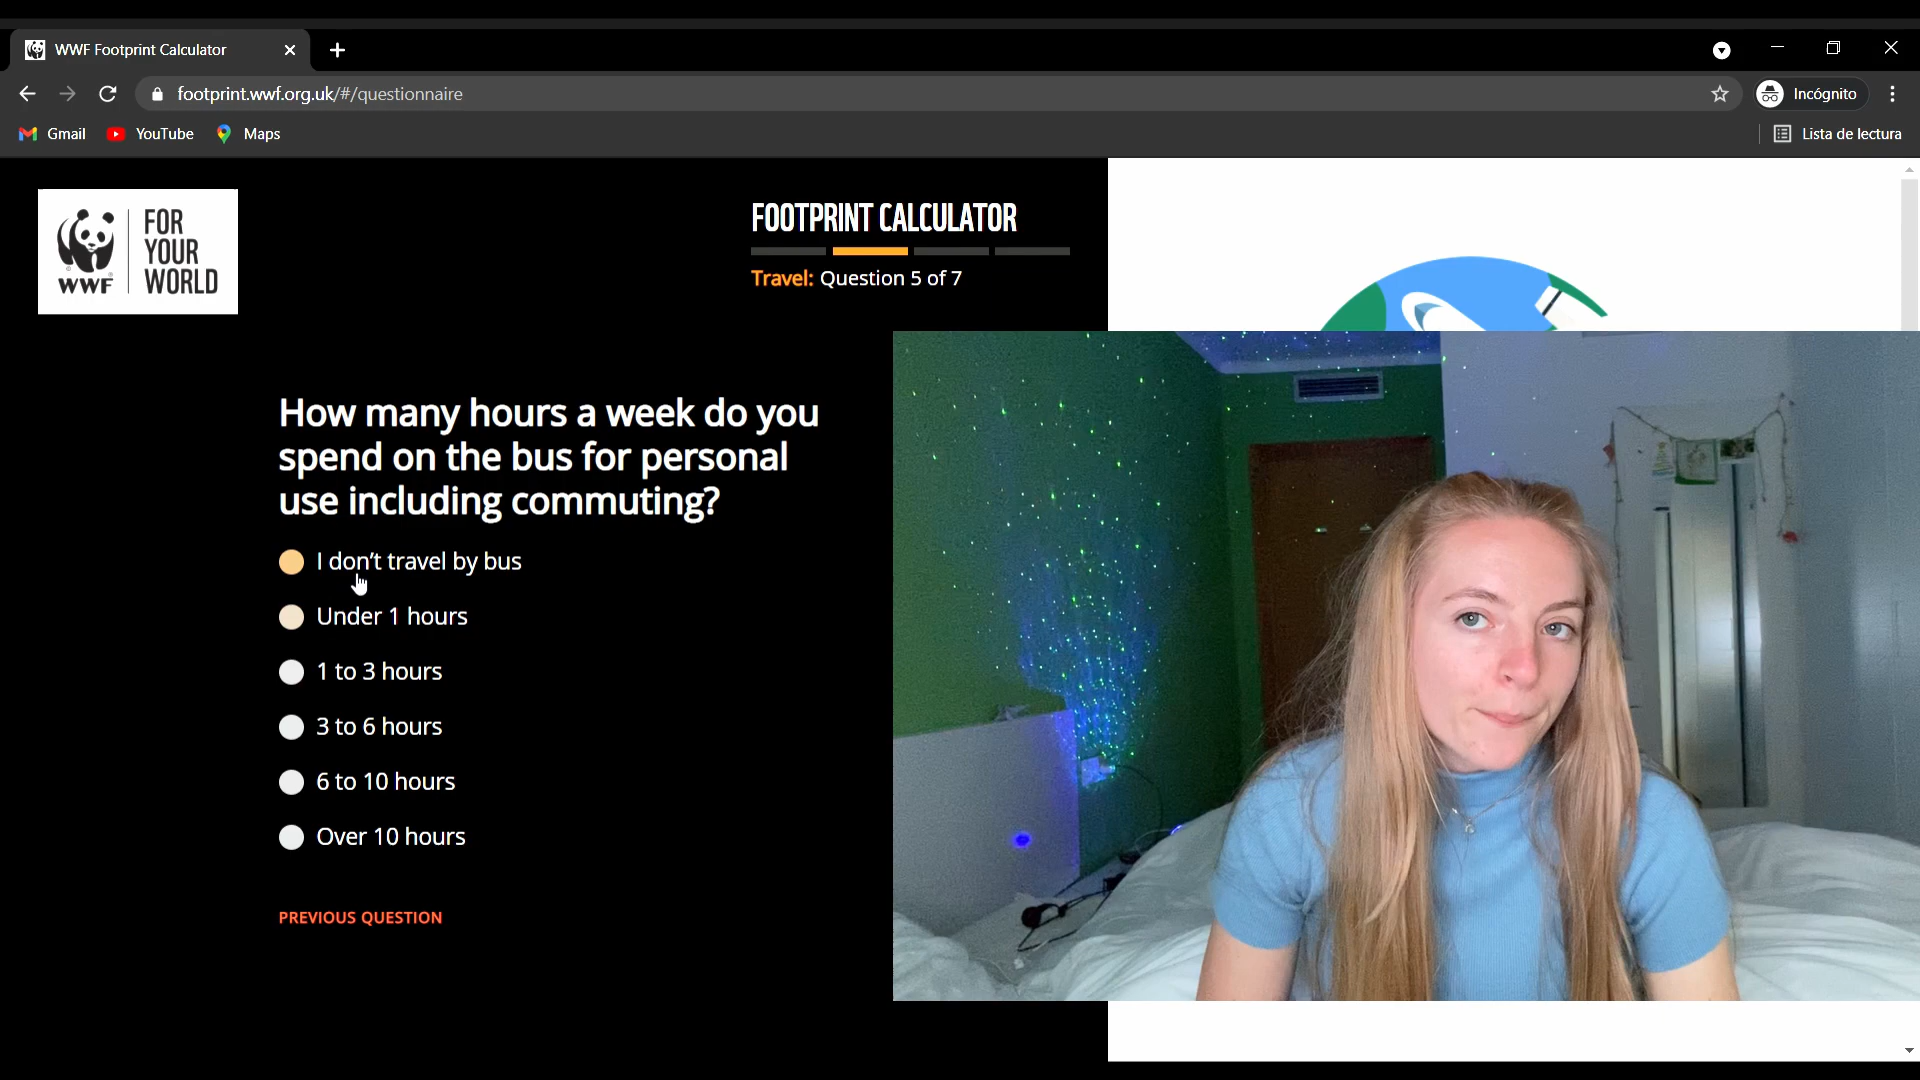 WWF Footprint Calculator
footprint.wwf.org.uk/#/questionnaire
Incógnito
Gmail
YouTube
Maps
Lista de lectura
WWF
FOR
YOUR
WORLD
FOOTPRINT CALCULATOR
Travel: Question 5 of 7
How many hours a week do you
spend on the bus for personal
use including commuting?
I don't travel by bus
Under 1 hours
1 to 3 hours
3 to 6 hours
6 to 10 hours
Over 10 hours
PREVIOUS QUESTION